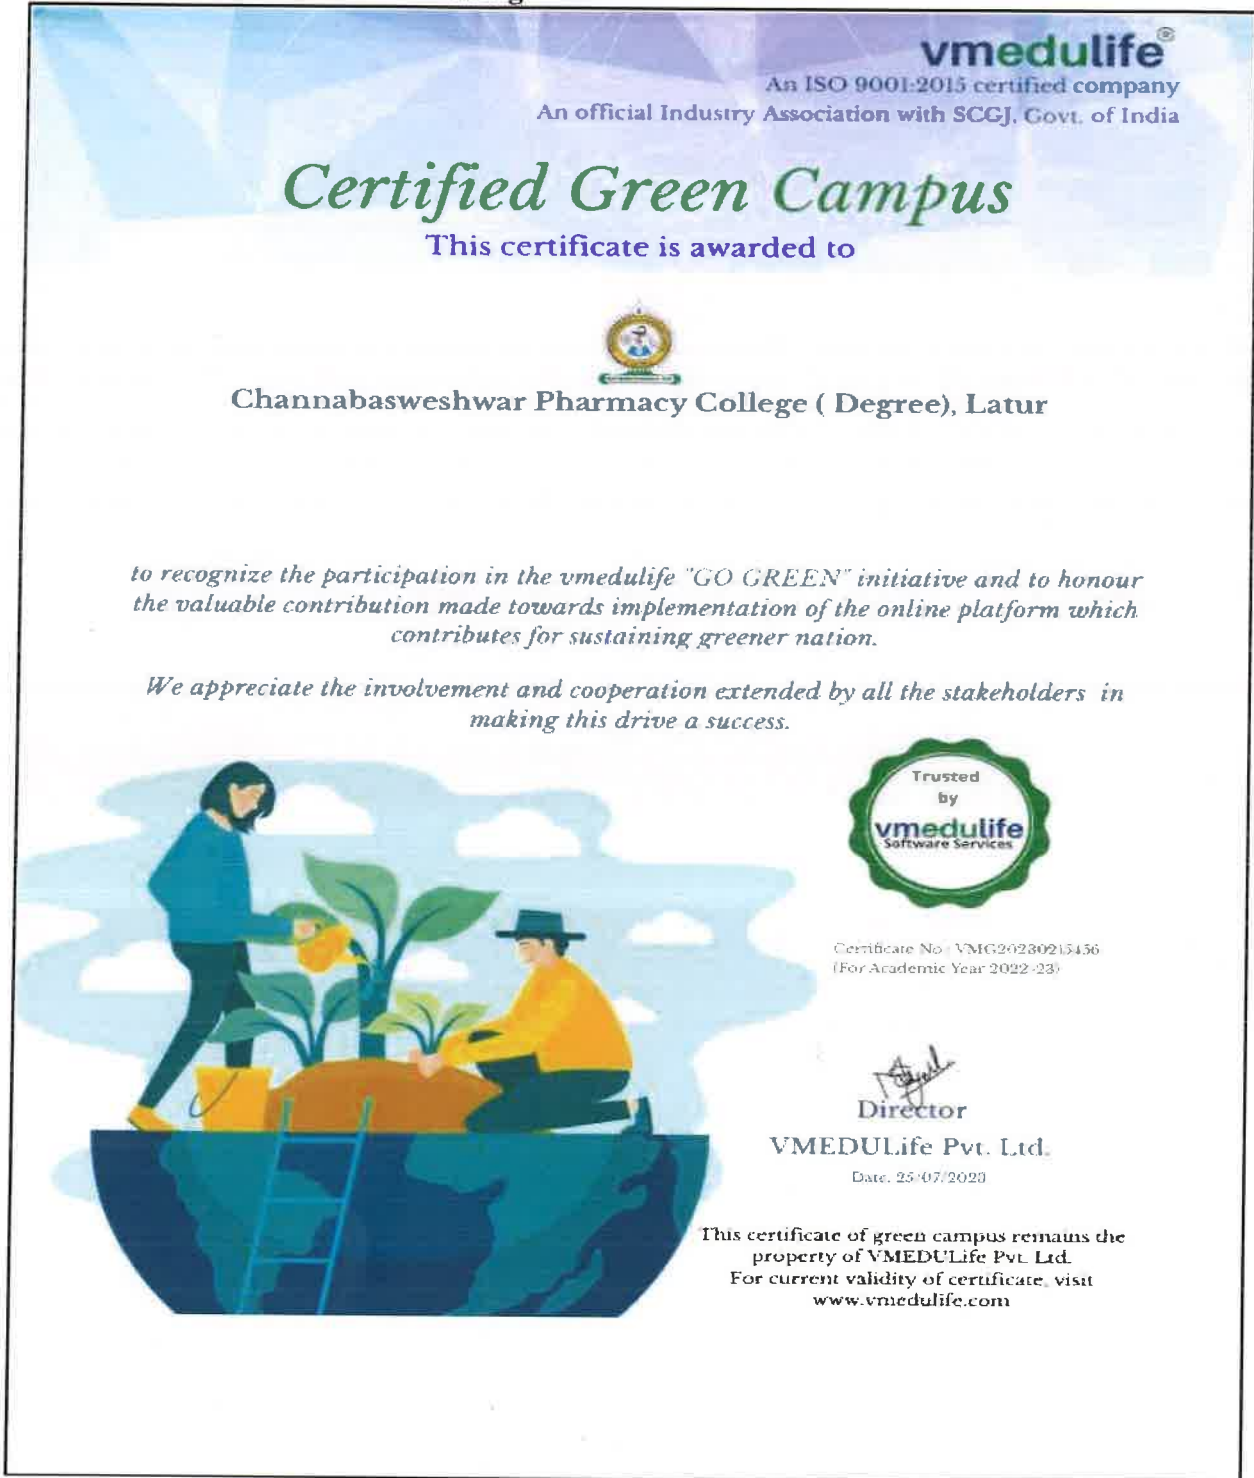 vmedulife®
An ISO 9001:2015 certified company
An official Industry Association with SCGJ, Govt. of India
Certified Green Campus
This certificate is awarded to
Channabasweshwar Pharmacy College ( Degree), Latur
to recognize the participation in the vmedulife "GO GREEN" initiative and to honour
the valuable contribution made towards implementation of the online platform which
contributes for sustaining greener nation.
We appreciate the involvement and cooperation extended by all the stakeholders in
making this drive a success.
Trusted
by
vmedulife
Software Services
Certificate No : 
(For Academic Year 2022-23)
Director
VMEDULife Pvt. Ltd.
Date. 25/07/2023
This certificate of green campus remains the
property of VMEDULife Pvt. Ltd.
For current validity of certificate, visit
www.vmedulife.com